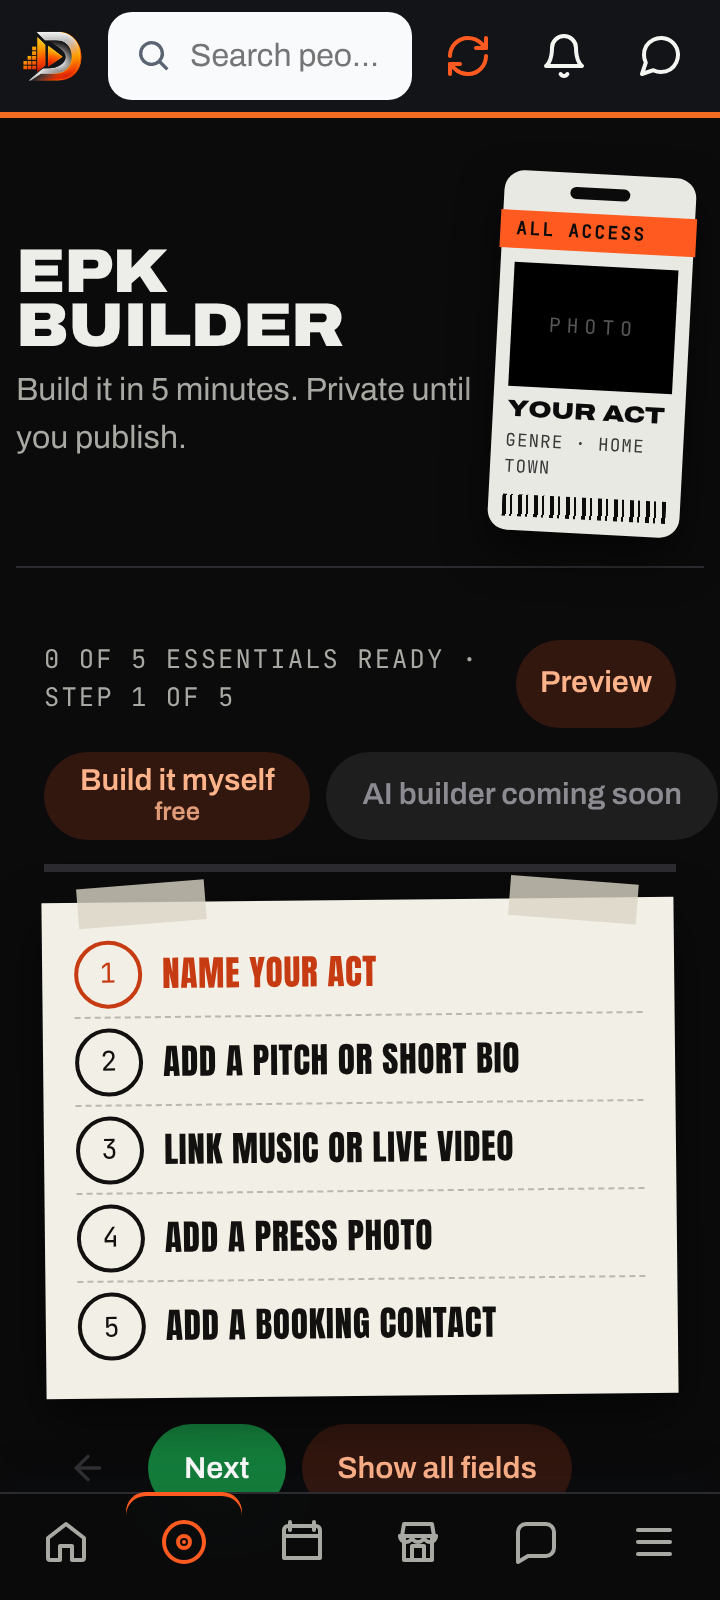 Search peo...
ALL ACCESS
PHOTO
YOUR ACT
GENRE · HOME
TOWN
EPK
BUILDER
Build it in 5 minutes. Private until
you publish.
0 OF 5 ESSENTIALS READY ·
STEP 1 OF 5
Preview
Build it myself
free
AI builder coming soon
1 NAME YOUR ACT
2 ADD A PITCH OR SHORT BIO
3 LINK MUSIC OR LIVE VIDEO
4 ADD A PRESS PHOTO
5 ADD A BOOKING CONTACT
Next
Show all fields